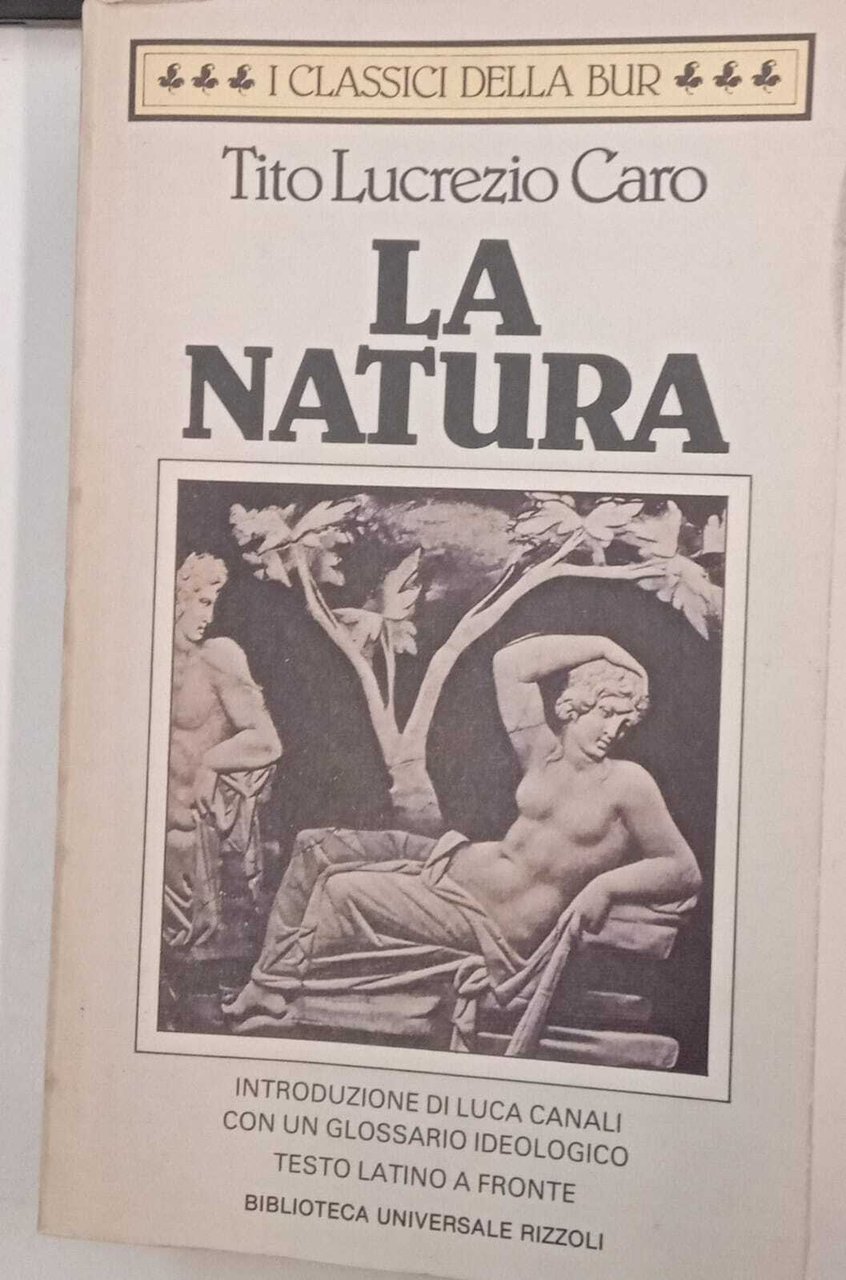 I CLASSICI DELLA BUR
Tito Lucrezio Caro
LA
NATURA
INTRODUZIONE DI LUCA CANALI
CON UN GLOSSARIO IDEOLOGICO
TESTO LATINO A FRONTE
BIBLIOTECA UNIVERSALE RIZZOLI